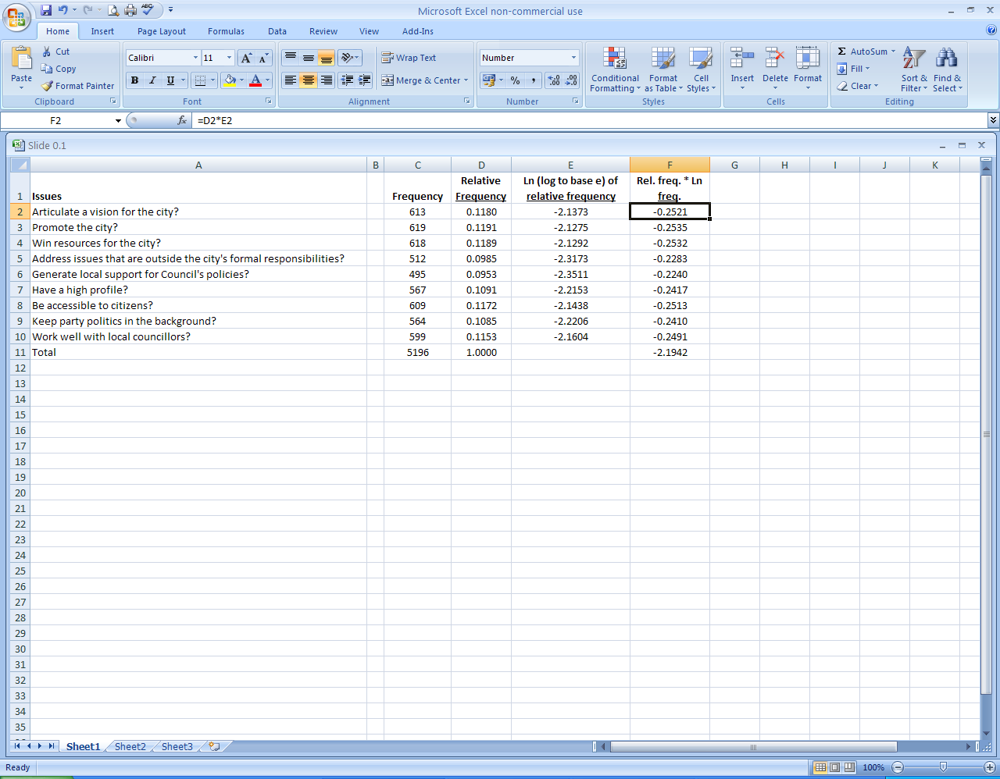 Microsoft Excel non-commercial use
Home Insert Page Layout Formulas Data Review View Add-Ins
Paste Cut Copy Format Painter Clipboard
Calibri 11 A A B I U A Font
Wrap Text Merge & Center Alignment
Number % , .00 .0 Number
Conditional Formatting Format as Table Cell Styles Styles
Insert Delete Format Cells
Σ AutoSum Fill Clear Sort & Filter Find & Select Editing
F2 fx =D2*E2
Slide 0.1
A B C D E F G H I J K
1 Issues Frequency Relative Frequency Ln (log to base e) of relative frequency Rel. freq. * Ln freq.
2 Articulate a vision for the city? 613 0.1180 -2.1373 -0.2521
3 Promote the city? 619 0.1191 -2.1275 -0.2535
4 Win resources for the city? 618 0.1189 -2.1292 -0.2532
5 Address issues that are outside the city's formal responsibilities? 512 0.0985 -2.3173 -0.2283
6 Generate local support for Council's policies? 495 0.0953 -2.3511 -0.2240
7 Have a high profile? 567 0.1091 -2.2153 -0.2417
8 Be accessible to citizens? 609 0.1172 -2.1438 -0.2513
9 Keep party politics in the background? 564 0.1085 -2.2206 -0.2410
10 Work well with local councillors? 599 0.1153 -2.1604 -0.2491
11 Total 5196 1.0000 -2.1942
12
13
14
15
16
17
18
19
20
21
22
23
24
25
26
27
28
29
30
31
32
33
34
35
Sheet1 Sheet2 Sheet3
Ready 100%